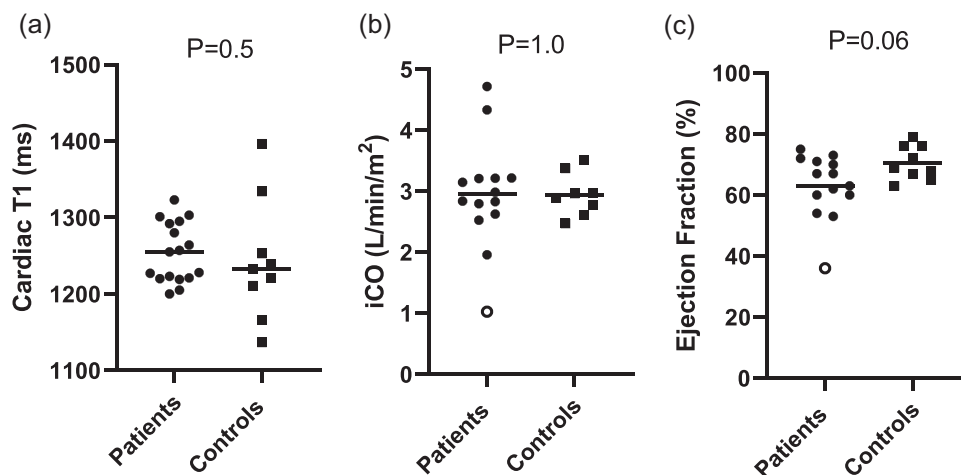 (a)
P=0.5
Cardiac T1 (ms)
1500
1400
1300
1200
1100
Patients
Controls
(b)
P=1.0
iCO (L/min/m²)
5
4
3
2
1
0
Patients
Controls
(c)
P=0.06
Ejection Fraction (%)
100
80
60
40
20
0
Patients
Controls